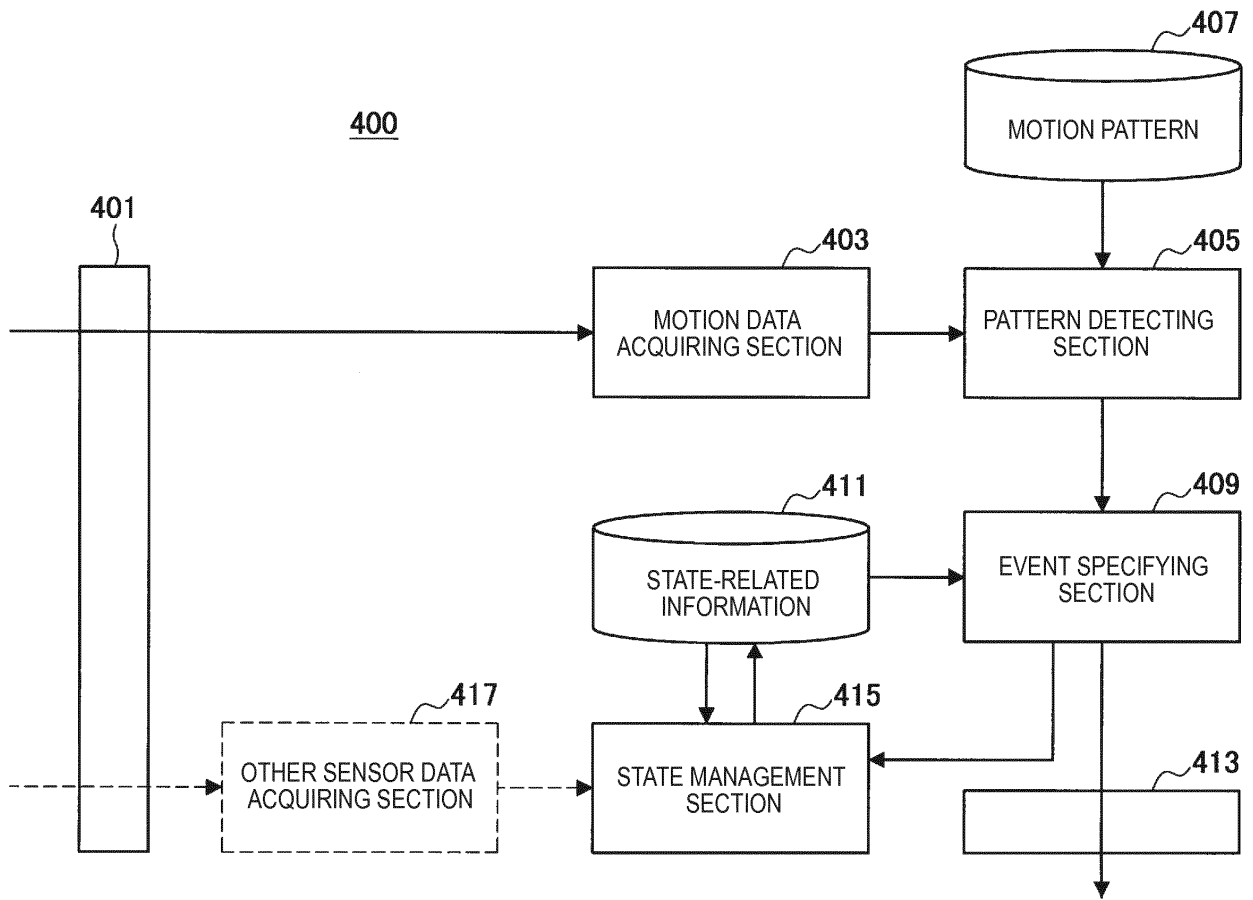 407
MOTION PATTERN
400
401
403
MOTION DATA
ACQUIRING SECTION
405
PATTERN DETECTING
SECTION
411
STATE-RELATED
INFORMATION
409
EVENT SPECIFYING
SECTION
417
OTHER SENSOR DATA
ACQUIRING SECTION
415
STATE MANAGEMENT
SECTION
413